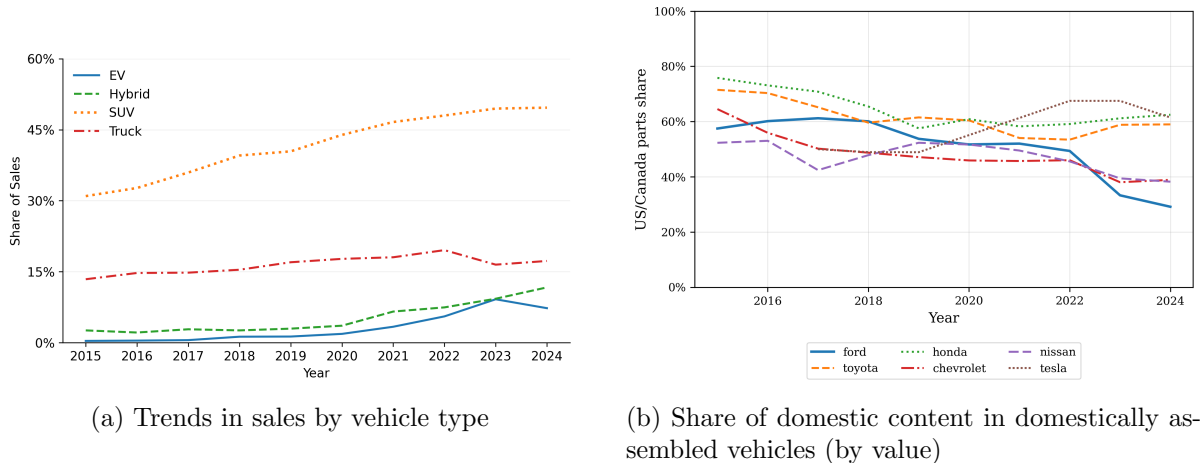 60%
45%
30%
15%
0%
Share of Sales
EV
Hybrid
SUV
Truck
2015 2016 2017 2018 2019 2020 2021 2022 2023 2024
Year
(a) Trends in sales by vehicle type
100%
80%
60%
40%
20%
0%
US/Canada parts share
2016 2018 2020 2022 2024
Year
ford honda nissan
toyota chevrolet tesla
(b) Share of domestic content in domestically as-
sembled vehicles (by value)